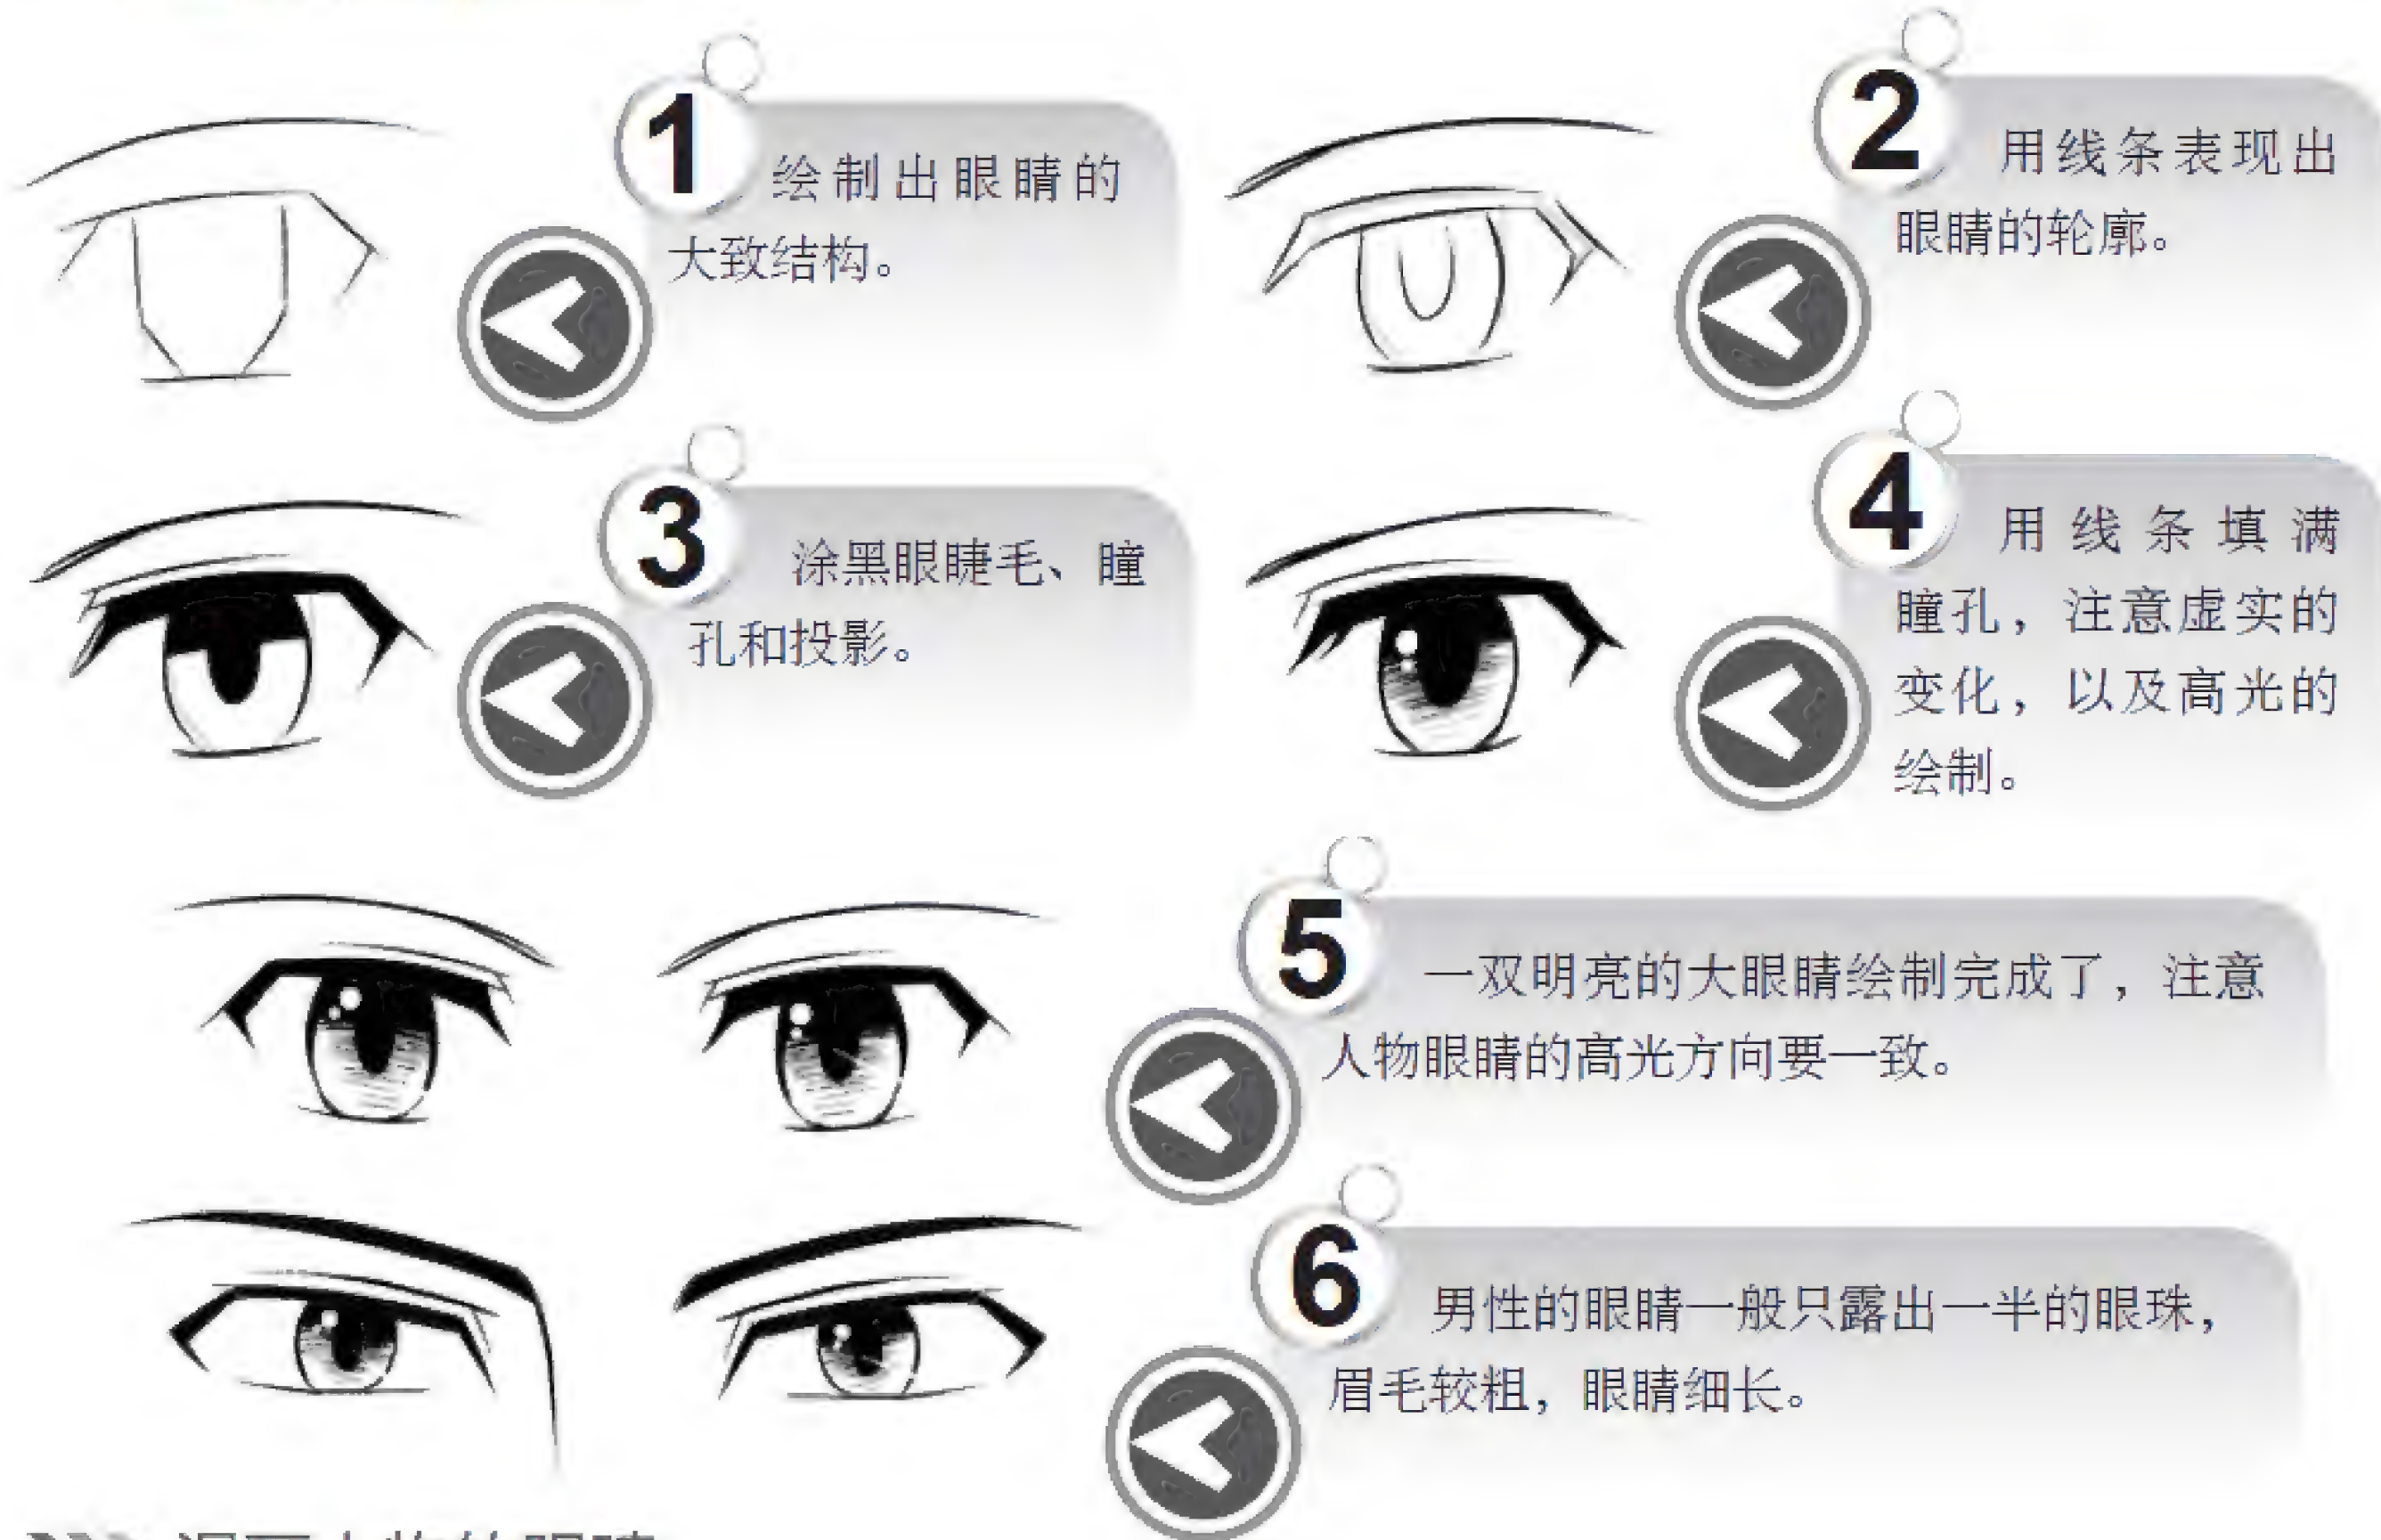 1
绘制出眼睛的
大致结构。
2
用线条表现出
眼睛的轮廓。
3
涂黑眼睫毛、瞳
孔和投影。
4
用线条填满
瞳孔，注意虚实的
变化，以及高光的
绘制。
5
一双明亮的大眼睛绘制完成了，注意
人物眼睛的高光方向要一致。
6
男性的眼睛一般只露出一半的眼珠，
眉毛较粗，眼睛细长。